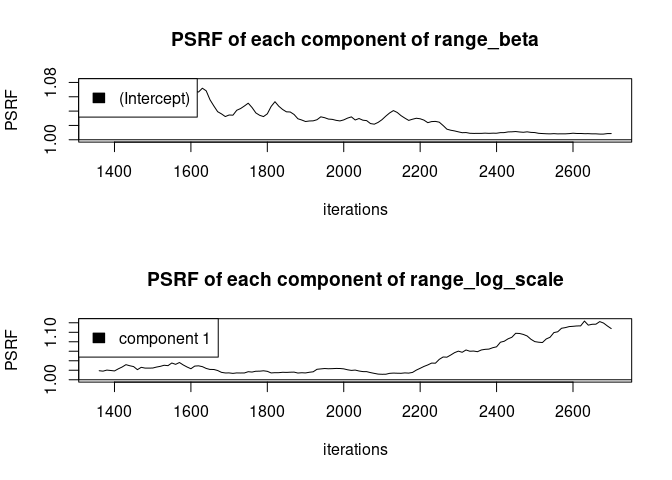 PSRF of each component of range_beta
PSRF
1.08
1.00
(Intercept)
1400 1600 1800 2000 2200 2400 2600
iterations
PSRF of each component of range_log_scale
PSRF
1.10
1.00
component 1
1400 1600 1800 2000 2200 2400 2600
iterations